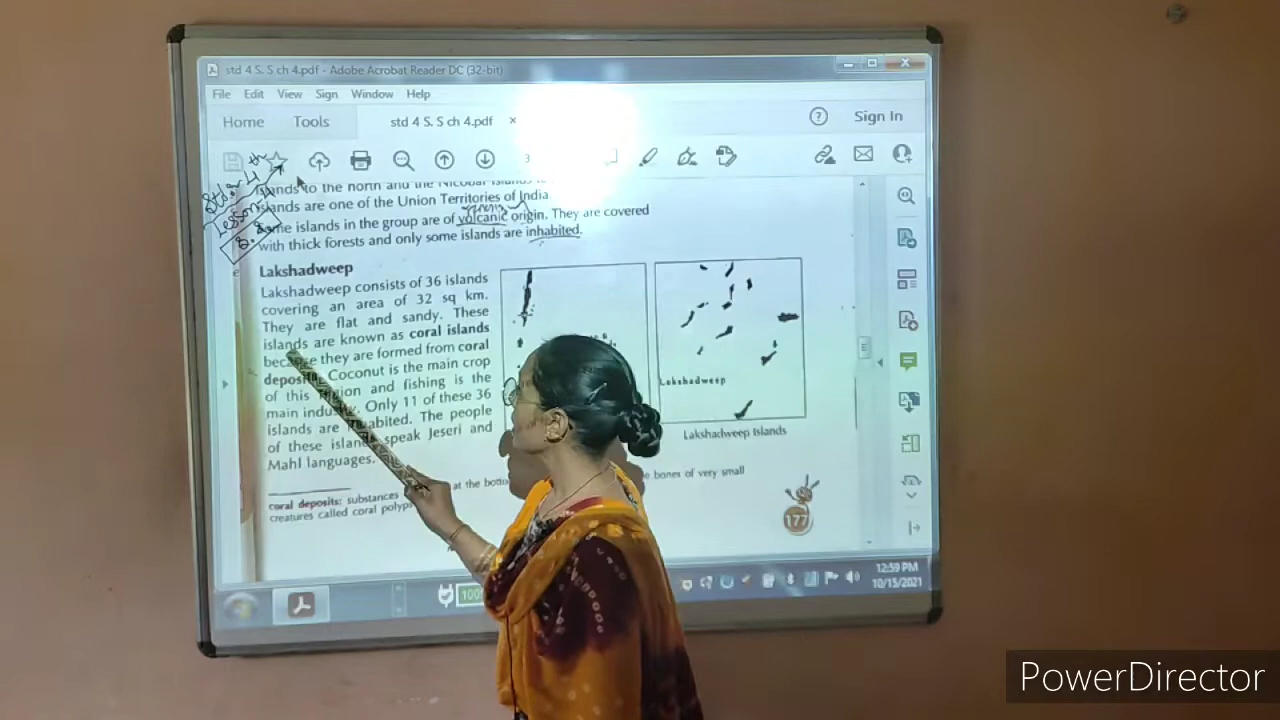 std 4 S. S ch 4.pdf - Adobe Acrobat Reader DC (32-bit)
File Edit View Sign Window Help
Home Tools std 4 S. S ch 4.pdf × Sign In
3
Std:- 4th
Lesson 4
S. S.
islands to the north and the Nicobar Islands
islands are one of the Union Territories of India
Some islands in the group are of volcanic origin. They are covered
with thick forests and only some islands are inhabited.
Lakshadweep
Lakshadweep consists of 36 islands
covering an area of 32 sq km.
They are flat and sandy. These
islands are known as coral islands
because they are formed from coral
deposits. Coconut is the main crop
of this region and fishing is the
main industry. Only 11 of these 36
islands are inhabited. The people
of these islands speak Jeseri and
Mahl languages.
Lakshadweep
Lakshadweep Islands
coral deposits: substances at the bones of very small
creatures called coral polyps
177
100%
12:59 PM
10/15/2021
PowerDirector